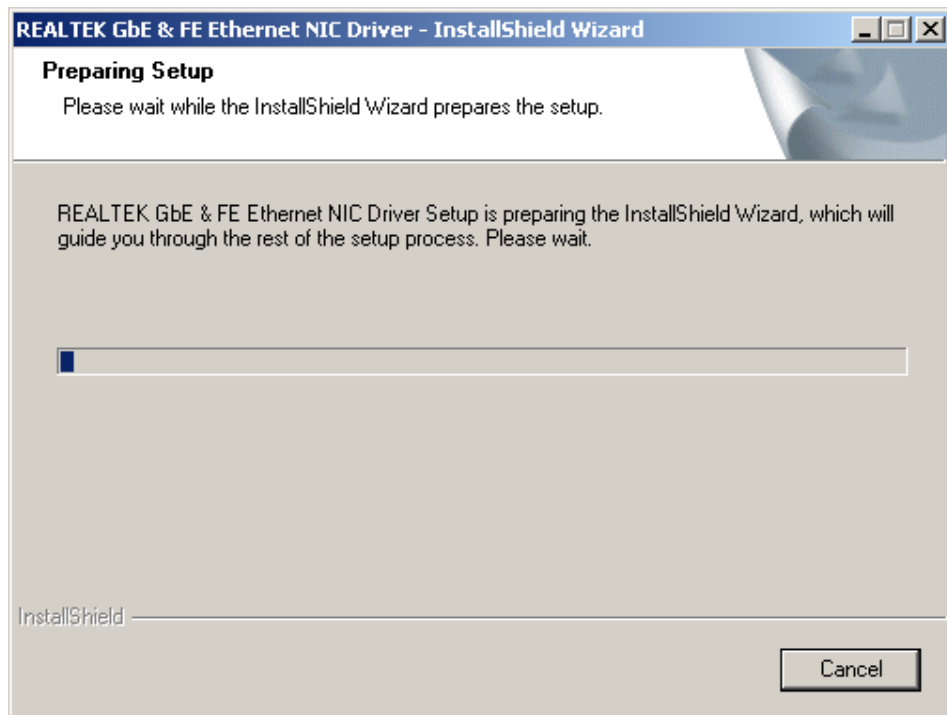 REALTEK GbE & FE Ethernet NIC Driver - InstallShield Wizard
Preparing Setup
Please wait while the InstallShield Wizard prepares the setup.
REALTEK GbE & FE Ethernet NIC Driver Setup is preparing the InstallShield Wizard, which will
guide you through the rest of the setup process. Please wait.
InstallShield
Cancel